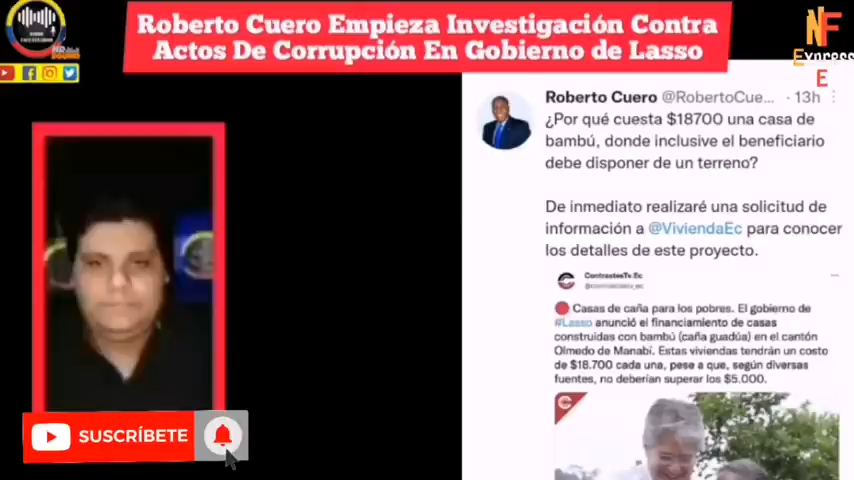 Roberto Cuero Empieza Investigación Contra
Actos De Corrupción En Gobierno de Lasso
NF
Express
E
Roberto Cuero @RobertoCue... · 13h
¿Por qué cuesta $18700 una casa de
bambú, donde inclusive el beneficiario
debe disponer de un terreno?
De inmediato realizaré una solicitud de
información a @ViviendaEc para conocer
los detalles de este proyecto.
ContrastesTv.Ec
Casas de caña para los pobres. El gobierno de
#Lasso anunció el financiamiento de casas
construidas con bambú (caña guadúa) en el cantón
Olmedo de Manabí. Estas viviendas tendrán un costo
de $18.700 cada una, pese a que, según diversas
fuentes, no deberían superar los $5.000.
SUSCRÍBETE